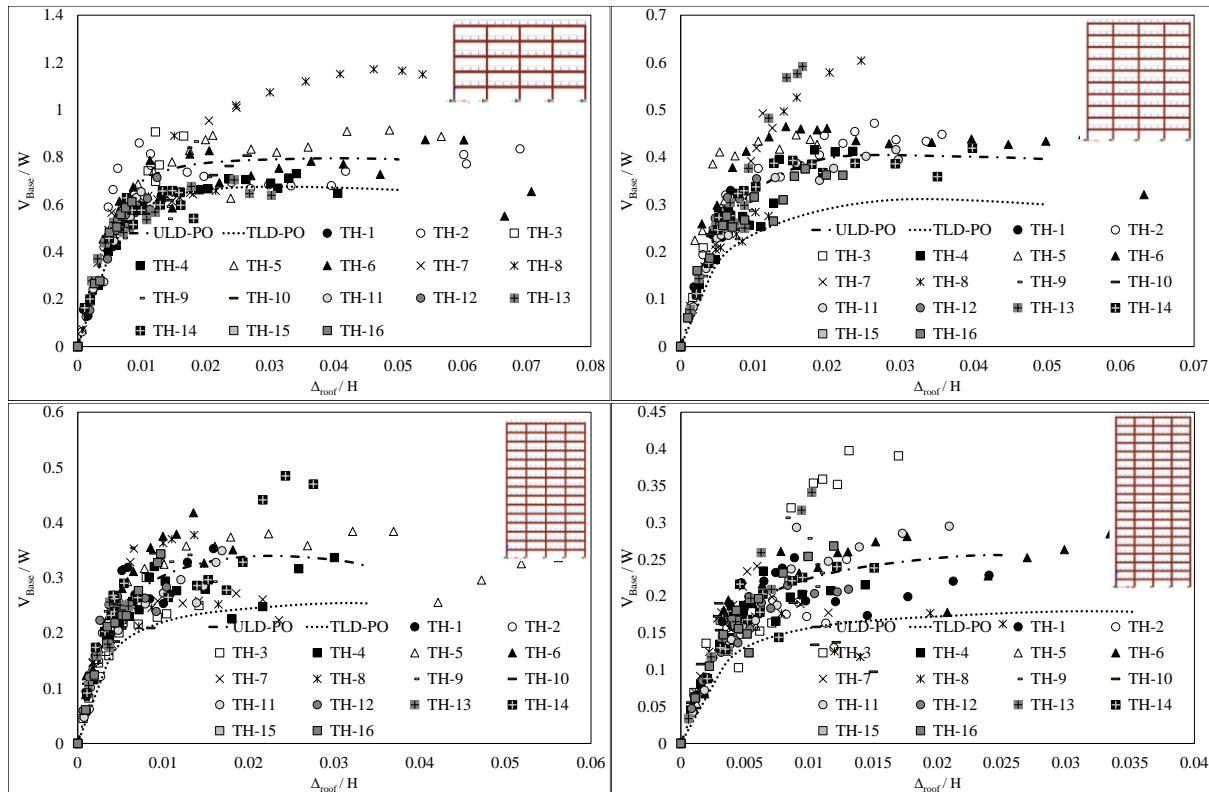 1.4
1.2
1
0.8
0.6
0.4
0.2
0
V_Base / W
ULD-PO TLD-PO TH-1 TH-2 TH-3
TH-4 TH-5 TH-6 TH-7 TH-8
TH-9 TH-10 TH-11 TH-12 TH-13
TH-14 TH-15 TH-16
0 0.01 0.02 0.03 0.04 0.05 0.06 0.07 0.08
Δ_roof / H
0.7
0.6
0.5
0.4
0.3
0.2
0.1
0
V_Base / W
ULD-PO TLD-PO TH-1 TH-2
TH-3 TH-4 TH-5 TH-6
TH-7 TH-8 TH-9 TH-10
TH-11 TH-12 TH-13 TH-14
TH-15 TH-16
0 0.01 0.02 0.03 0.04 0.05 0.06 0.07
Δ_roof / H
0.6
0.5
0.4
0.3
0.2
0.1
0
V_Base / W
ULD-PO TLD-PO TH-1 TH-2
TH-3 TH-4 TH-5 TH-6
TH-7 TH-8 TH-9 TH-10
TH-11 TH-12 TH-13 TH-14
TH-15 TH-16
0 0.01 0.02 0.03 0.04 0.05 0.06
Δ_roof / H
0.45
0.4
0.35
0.3
0.25
0.2
0.15
0.1
0.05
0
V_Base / W
ULD-PO TLD-PO TH-1 TH-2
TH-3 TH-4 TH-5 TH-6
TH-7 TH-8 TH-9 TH-10
TH-11 TH-12 TH-13 TH-14
TH-15 TH-16
0 0.005 0.01 0.015 0.02 0.025 0.03 0.035 0.04
Δ_roof / H